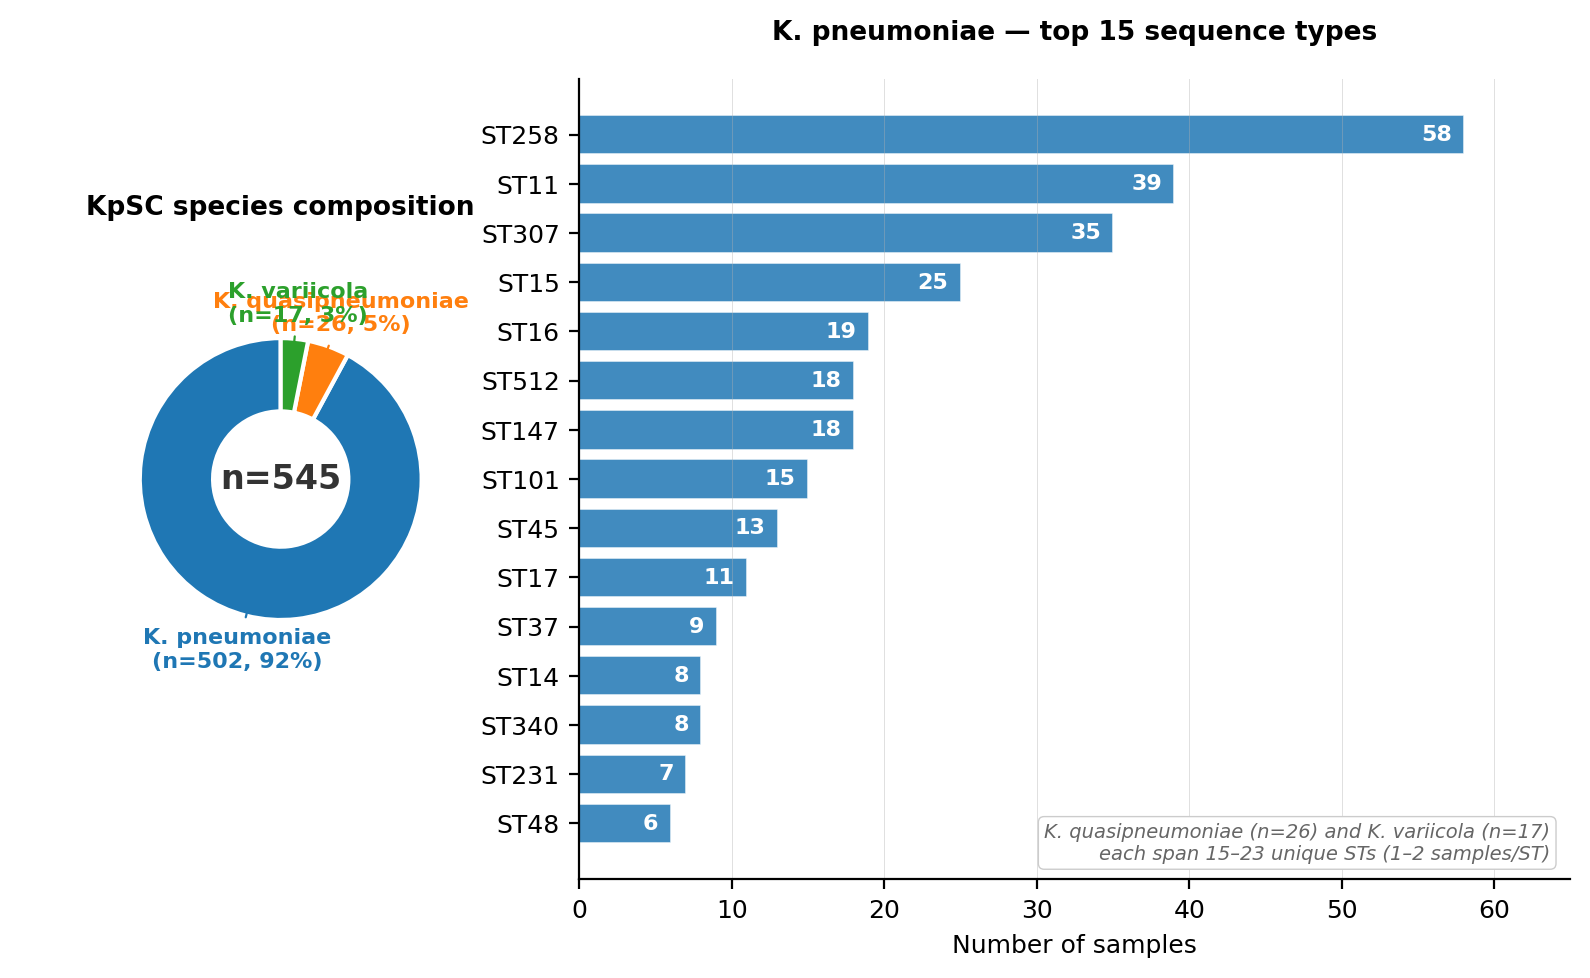 K. pneumoniae — top 15 sequence types
KpSC species composition
K. variicola
(n=17, 3%)
K. quasipneumoniae
(n=26, 5%)
n=545
K. pneumoniae
(n=502, 92%)
ST258
58
ST11
39
ST307
35
ST15
25
ST16
19
ST512
18
ST147
18
ST101
15
ST45
13
ST17
11
ST37
9
ST14
8
ST340
8
ST231
7
ST48
6
K. quasipneumoniae (n=26) and K. variicola (n=17)
each span 15–23 unique STs (1–2 samples/ST)
0 10 20 30 40 50 60
Number of samples